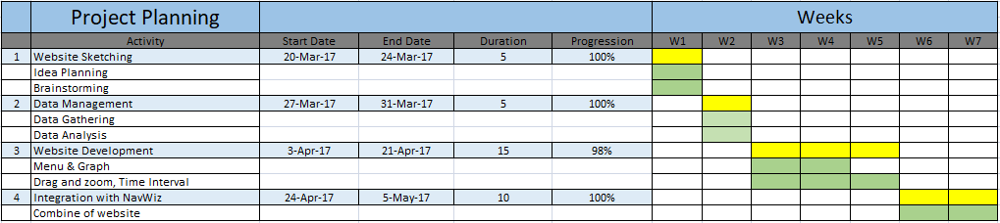 Project Planning Weeks
Activity Start Date End Date Duration Progression W1 W2 W3 W4 W5 W6 W7
1 Website Sketching 20-Mar-17 24-Mar-17 5 100%
Idea Planning
Brainstorming
2 Data Management 27-Mar-17 31-Mar-17 5 100%
Data Gathering
Data Analysis
3 Website Development 3-Apr-17 21-Apr-17 15 98%
Menu & Graph
Drag and zoom, Time Interval
4 Integration with NavWiz 24-Apr-17 5-May-17 10 100%
Combine of website